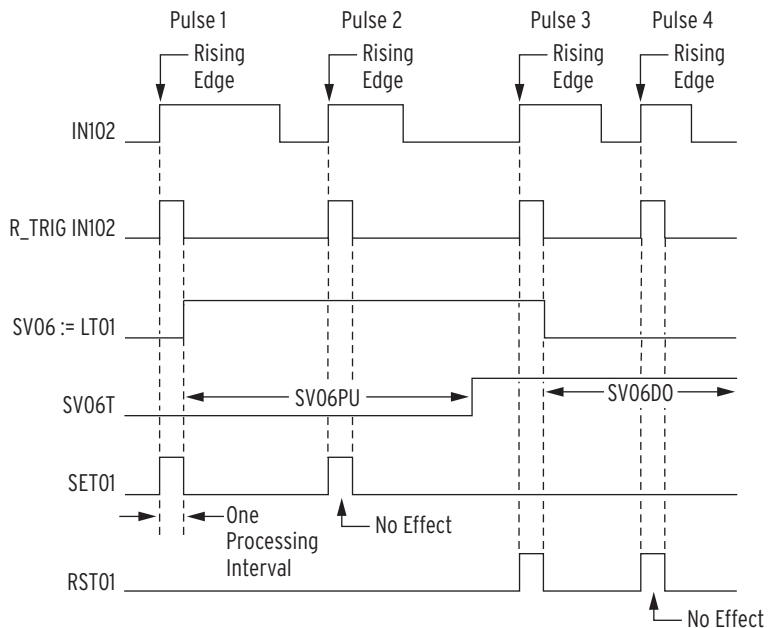 Pulse 1 Pulse 2 Pulse 3 Pulse 4
Rising Edge
Rising Edge
Rising Edge
Rising Edge
IN102
R_TRIG IN102
SV06 := LT01
SV06PU
SV06DO
SV06T
SET01
One
Processing
Interval
No Effect
RST01
No Effect